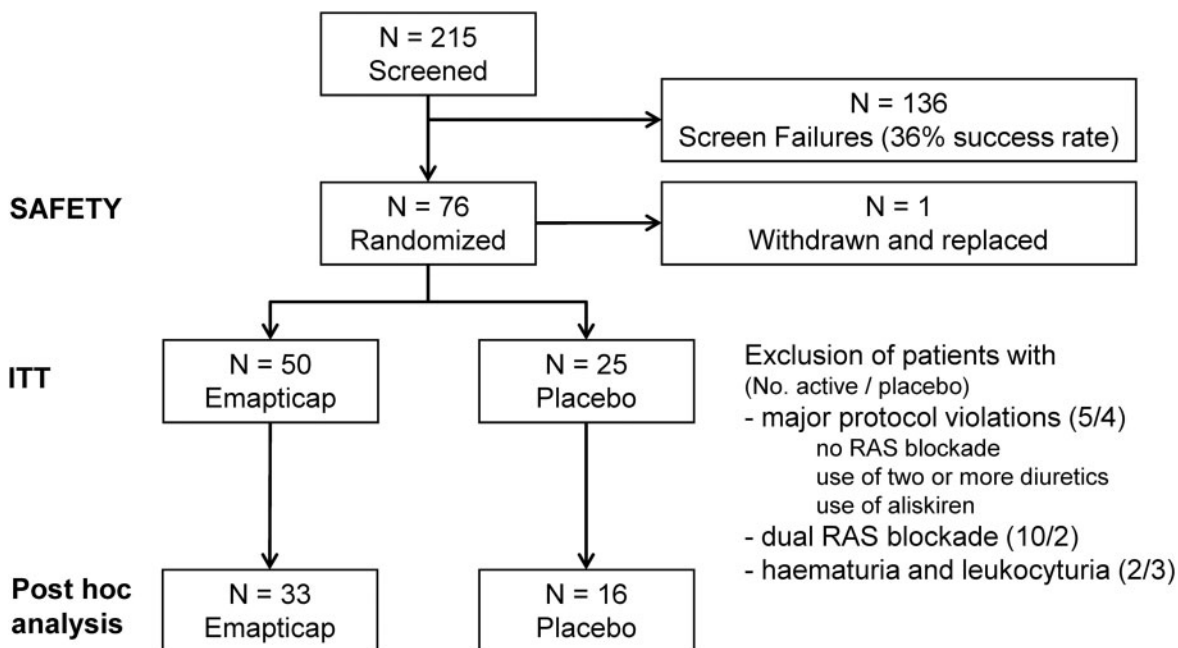 N = 215
Screened
N = 136
Screen Failures (36% success rate)
SAFETY
N = 76
Randomized
N = 1
Withdrawn and replaced
ITT
N = 50
Emapticap
N = 25
Placebo
Exclusion of patients with
(No. active / placebo)
- major protocol violations (5/4)
no RAS blockade
use of two or more diuretics
use of aliskiren
- dual RAS blockade (10/2)
- haematuria and leukocyturia (2/3)
Post hoc
analysis
N = 33
Emapticap
N = 16
Placebo